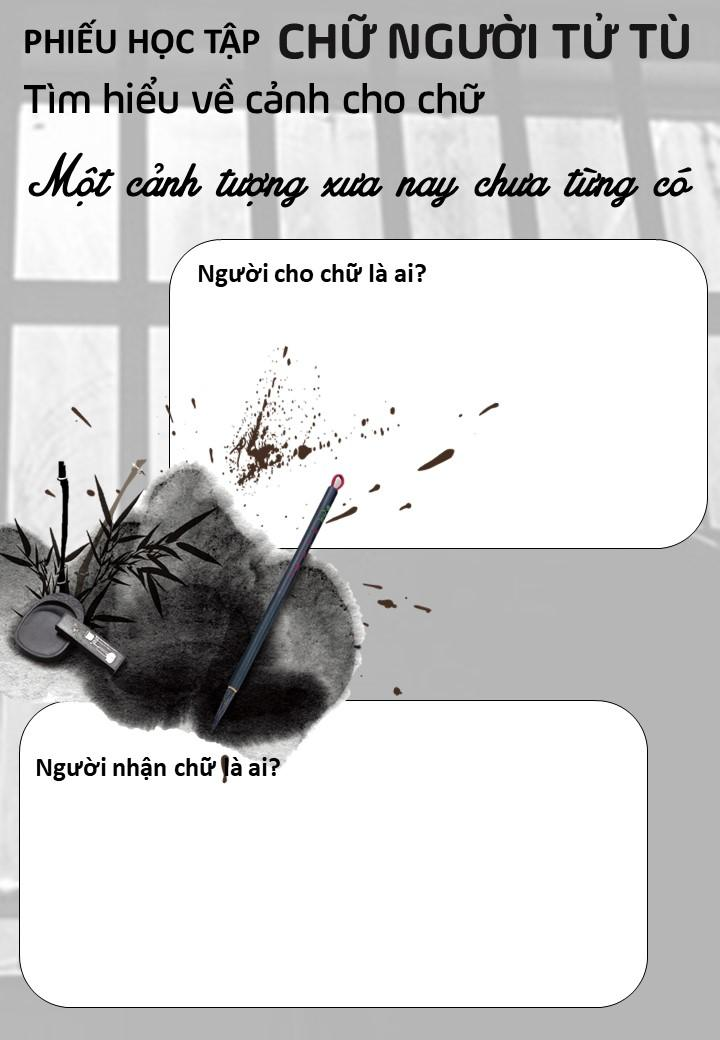 PHIẾU HỌC TẬP CHỮ NGƯỜI TỬ TÙ
Tìm hiểu về cảnh cho chữ
Một cảnh tượng xưa nay chưa từng có
Người cho chữ là ai?
Người nhận chữ là ai?